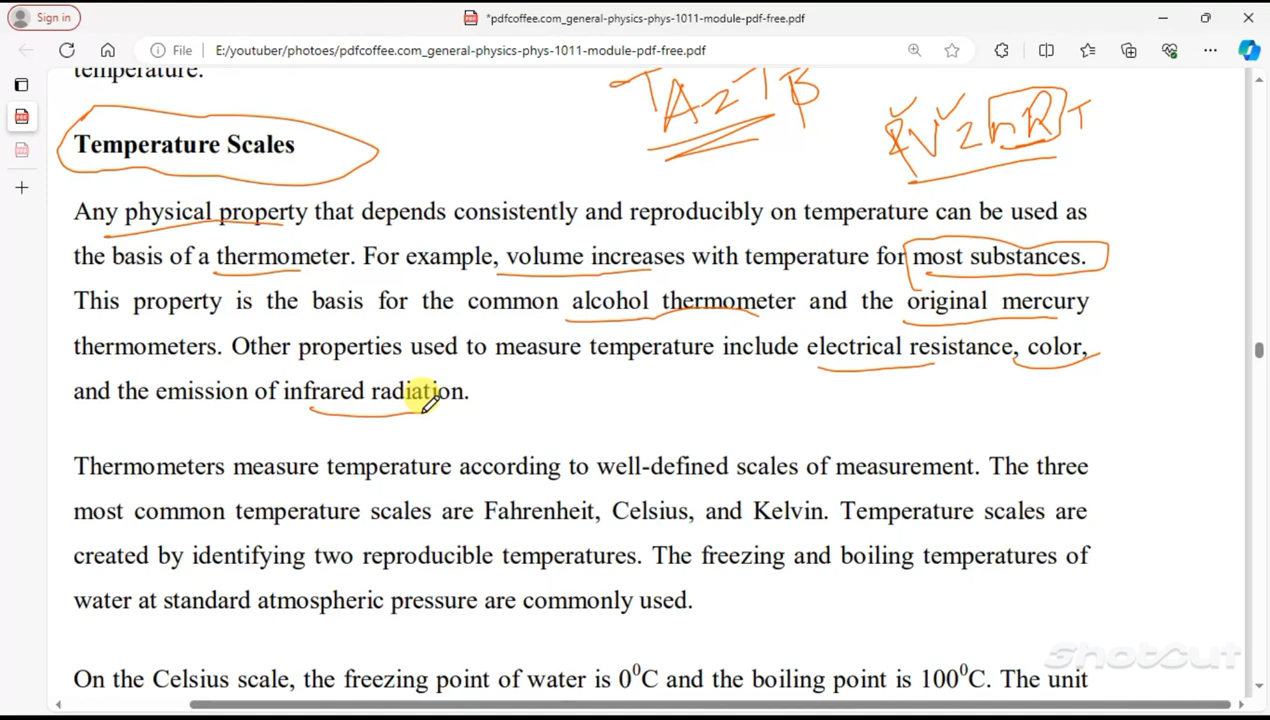 Sign in
*pdfcoffee.com_general-physics-phys-1011-module-pdf-free.pdf
File
E:/youtuber/photoes/pdfcoffee.com_general-physics-phys-1011-module-pdf-free.pdf
temperature.
TA = TB
PV = nRT
Temperature Scales
Any physical property that depends consistently and reproducibly on temperature can be used as
the basis of a thermometer. For example, volume increases with temperature for most substances.
This property is the basis for the common alcohol thermometer and the original mercury
thermometers. Other properties used to measure temperature include electrical resistance, color,
and the emission of infrared radiation.
Thermometers measure temperature according to well-defined scales of measurement. The three
most common temperature scales are Fahrenheit, Celsius, and Kelvin. Temperature scales are
created by identifying two reproducible temperatures. The freezing and boiling temperatures of
water at standard atmospheric pressure are commonly used.
Shotcut
On the Celsius scale, the freezing point of water is 0⁰C and the boiling point is 100⁰C. The unit